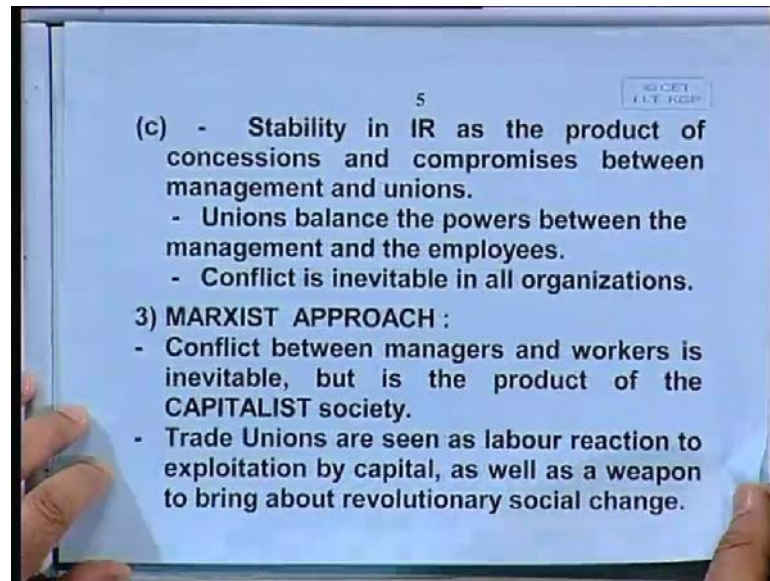 5
© CET
I.I.T. KGP
(c) - Stability in IR as the product of
concessions and compromises between
management and unions.
- Unions balance the powers between the
management and the employees.
- Conflict is inevitable in all organizations.
3) MARXIST APPROACH :
- Conflict between managers and workers is
inevitable, but is the product of the
CAPITALIST society.
- Trade Unions are seen as labour reaction to
exploitation by capital, as well as a weapon
to bring about revolutionary social change.